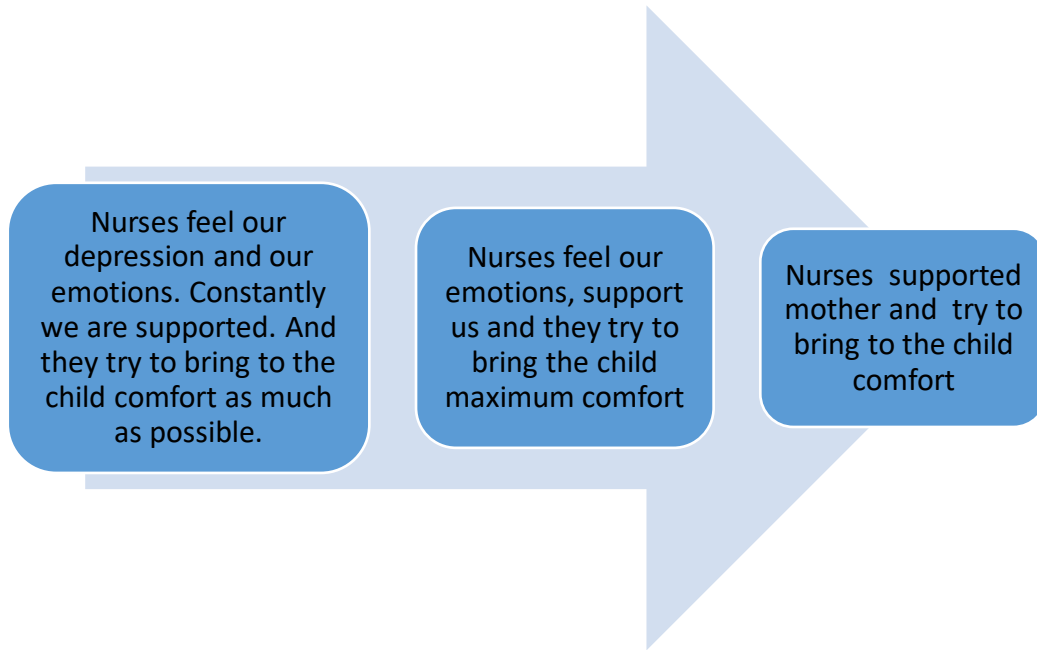 Nurses feel our
depression and our
emotions. Constantly
we are supported. And
they try to bring to the
child comfort as much
as possible.
Nurses feel our
emotions, support
us and they try to
bring the child
maximum comfort
Nurses  supported
mother and  try to
bring to the child
comfort